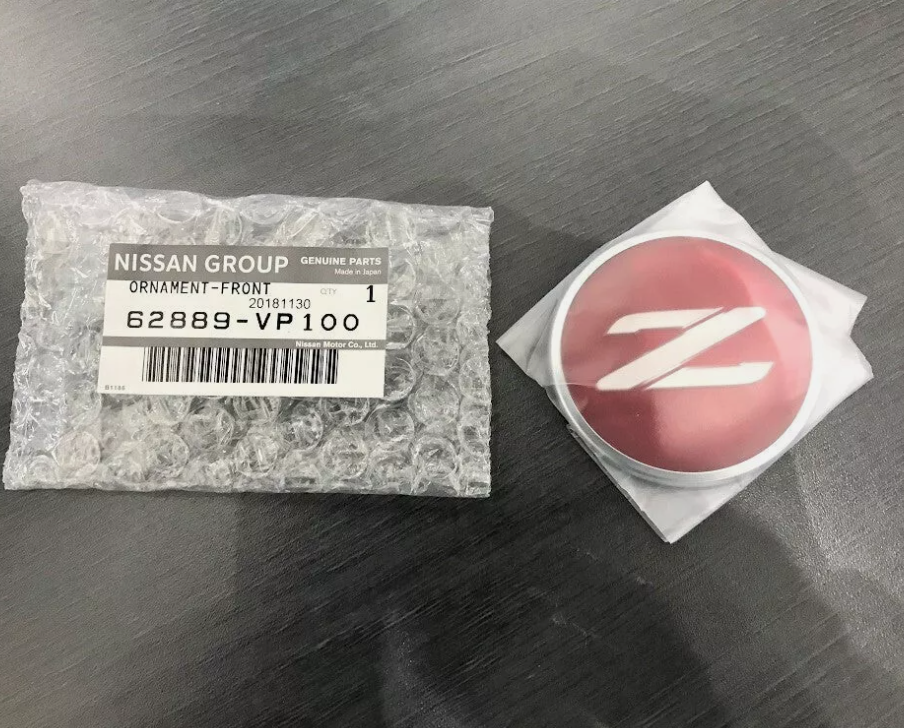 NISSAN GROUP GENUINE PARTS
Made in Japan
ORNAMENT-FRONT QTY 1
20181130
62889-VP100
Nissan Motor Co., Ltd.
Z